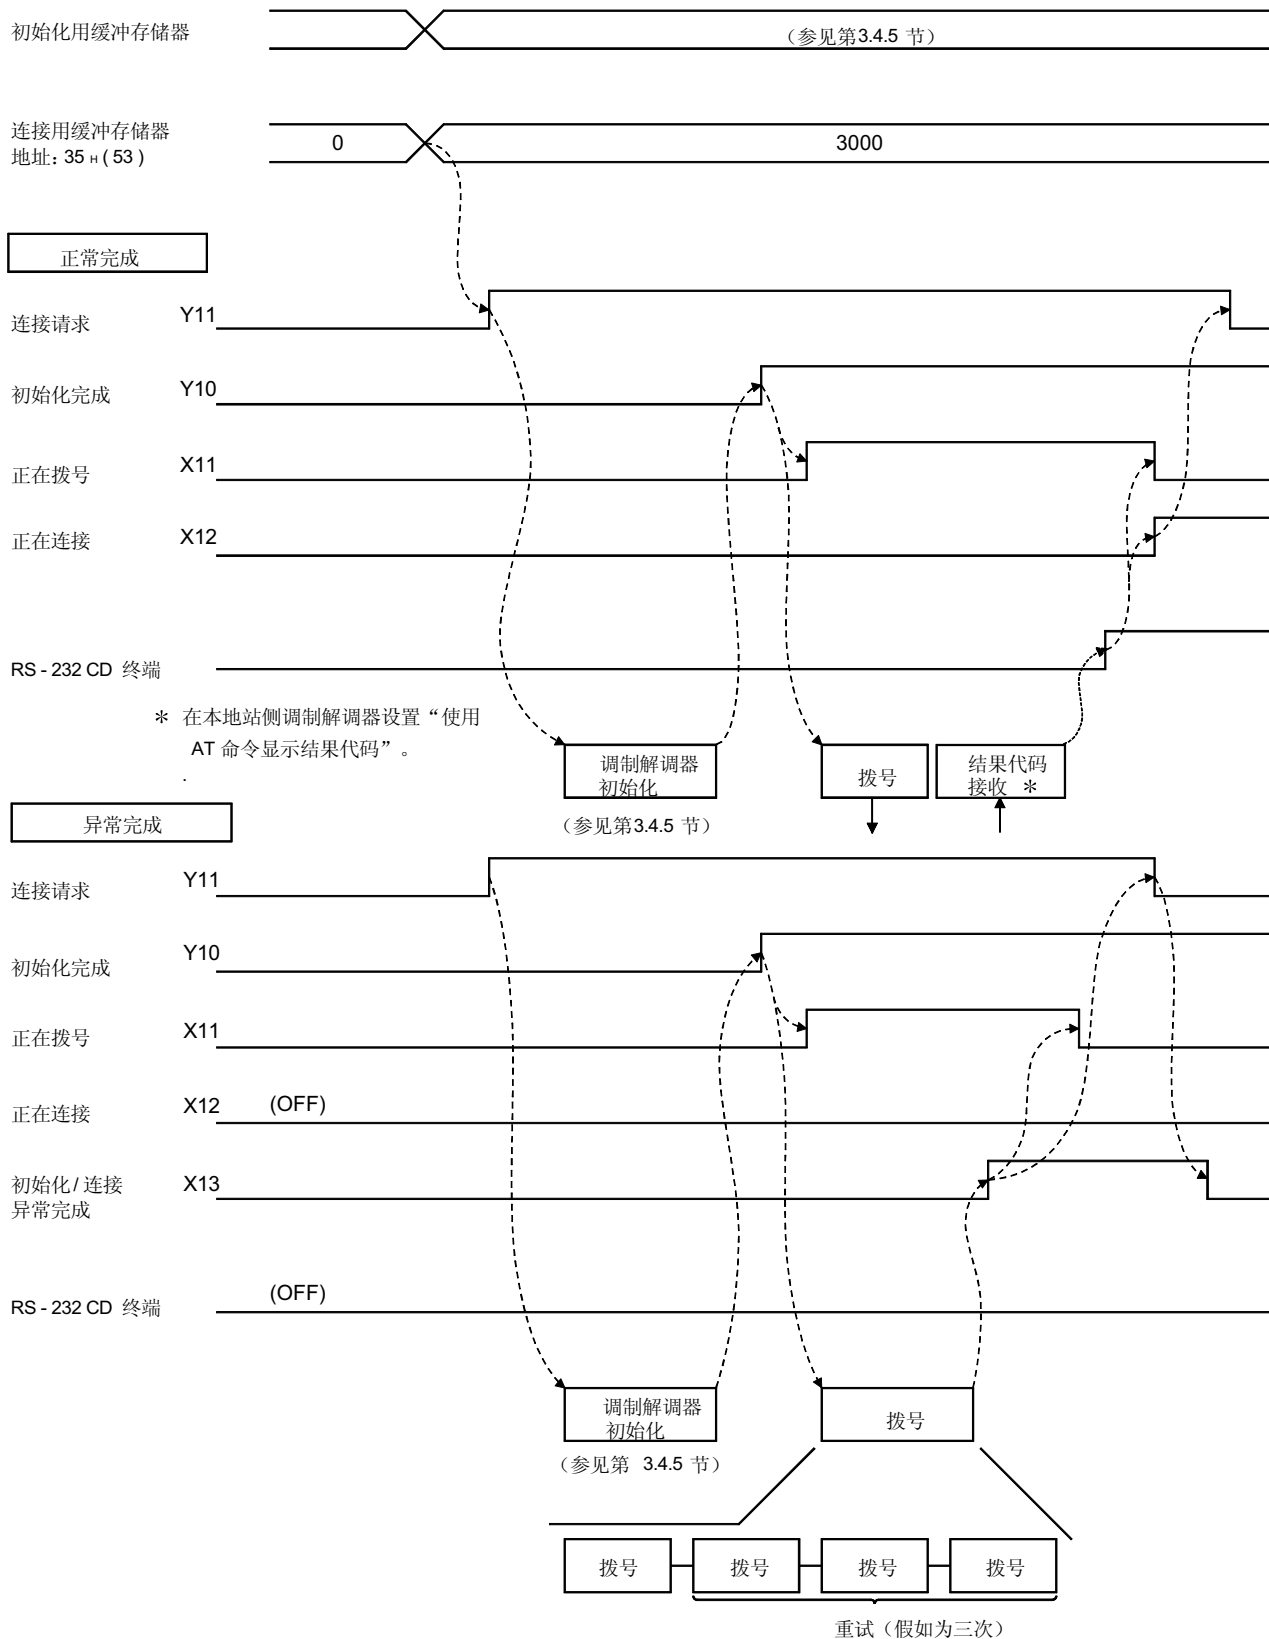 初始化用缓冲存储器
（参见第3.4.5 节）
连接用缓冲存储器
地址: 35 H ( 53 )
0
3000
正常完成
连接请求 Y11
初始化完成 Y10
正在拨号 X11
正在连接 X12
RS - 232 CD 终端
＊ 在本地站侧调制解调器设置“使用
AT 命令显示结果代码”。
.
调制解调器
初始化
（参见第3.4.5 节）
拨号
结果代码
接收 ＊
异常完成
连接请求 Y11
初始化完成 Y10
正在拨号 X11
正在连接 X12 (OFF)
初始化 / 连接 X13
异常完成
RS - 232 CD 终端 (OFF)
调制解调器
初始化
（参见第 3.4.5 节）
拨号
拨号 拨号 拨号 拨号
重试（假如为三次）